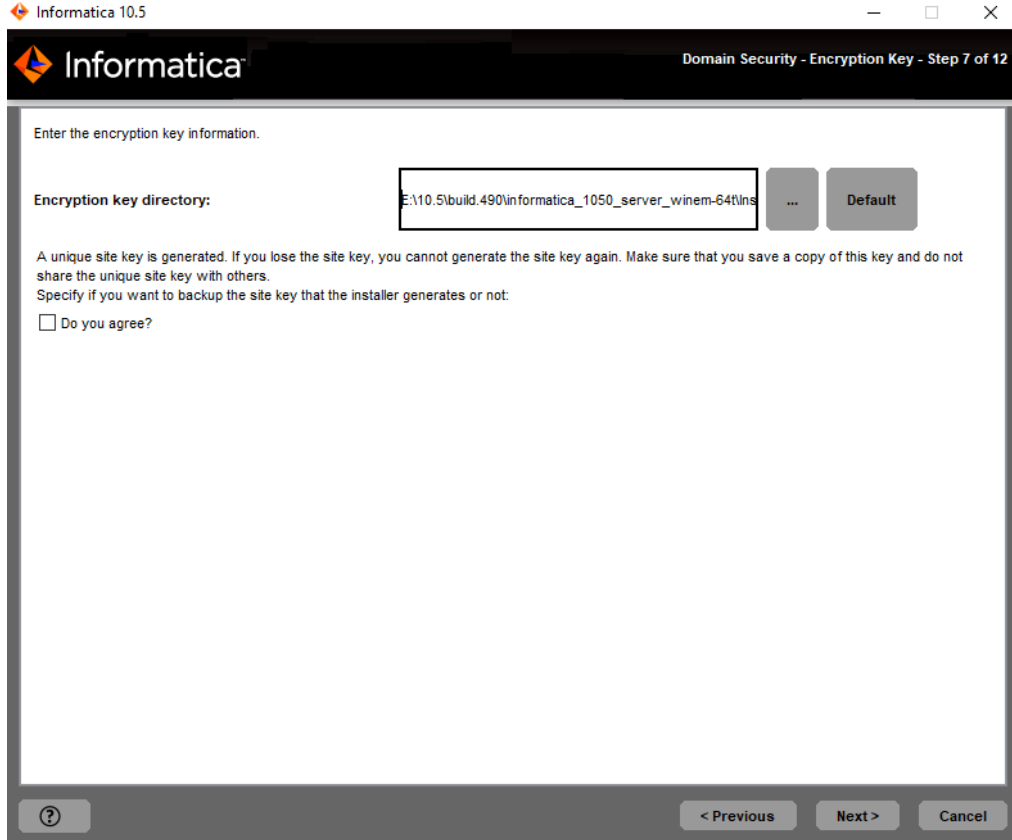 Informatica 10.5
Informatica
Domain Security - Encryption Key - Step 7 of 12
Enter the encryption key information.
Encryption key directory:
E:\10.5\build.490\informatica_1050_server_winem-64t\Ins
...
Default
A unique site key is generated. If you lose the site key, you cannot generate the site key again. Make sure that you save a copy of this key and do not
share the unique site key with others.
Specify if you want to backup the site key that the installer generates or not:
Do you agree?
?
< Previous
Next >
Cancel